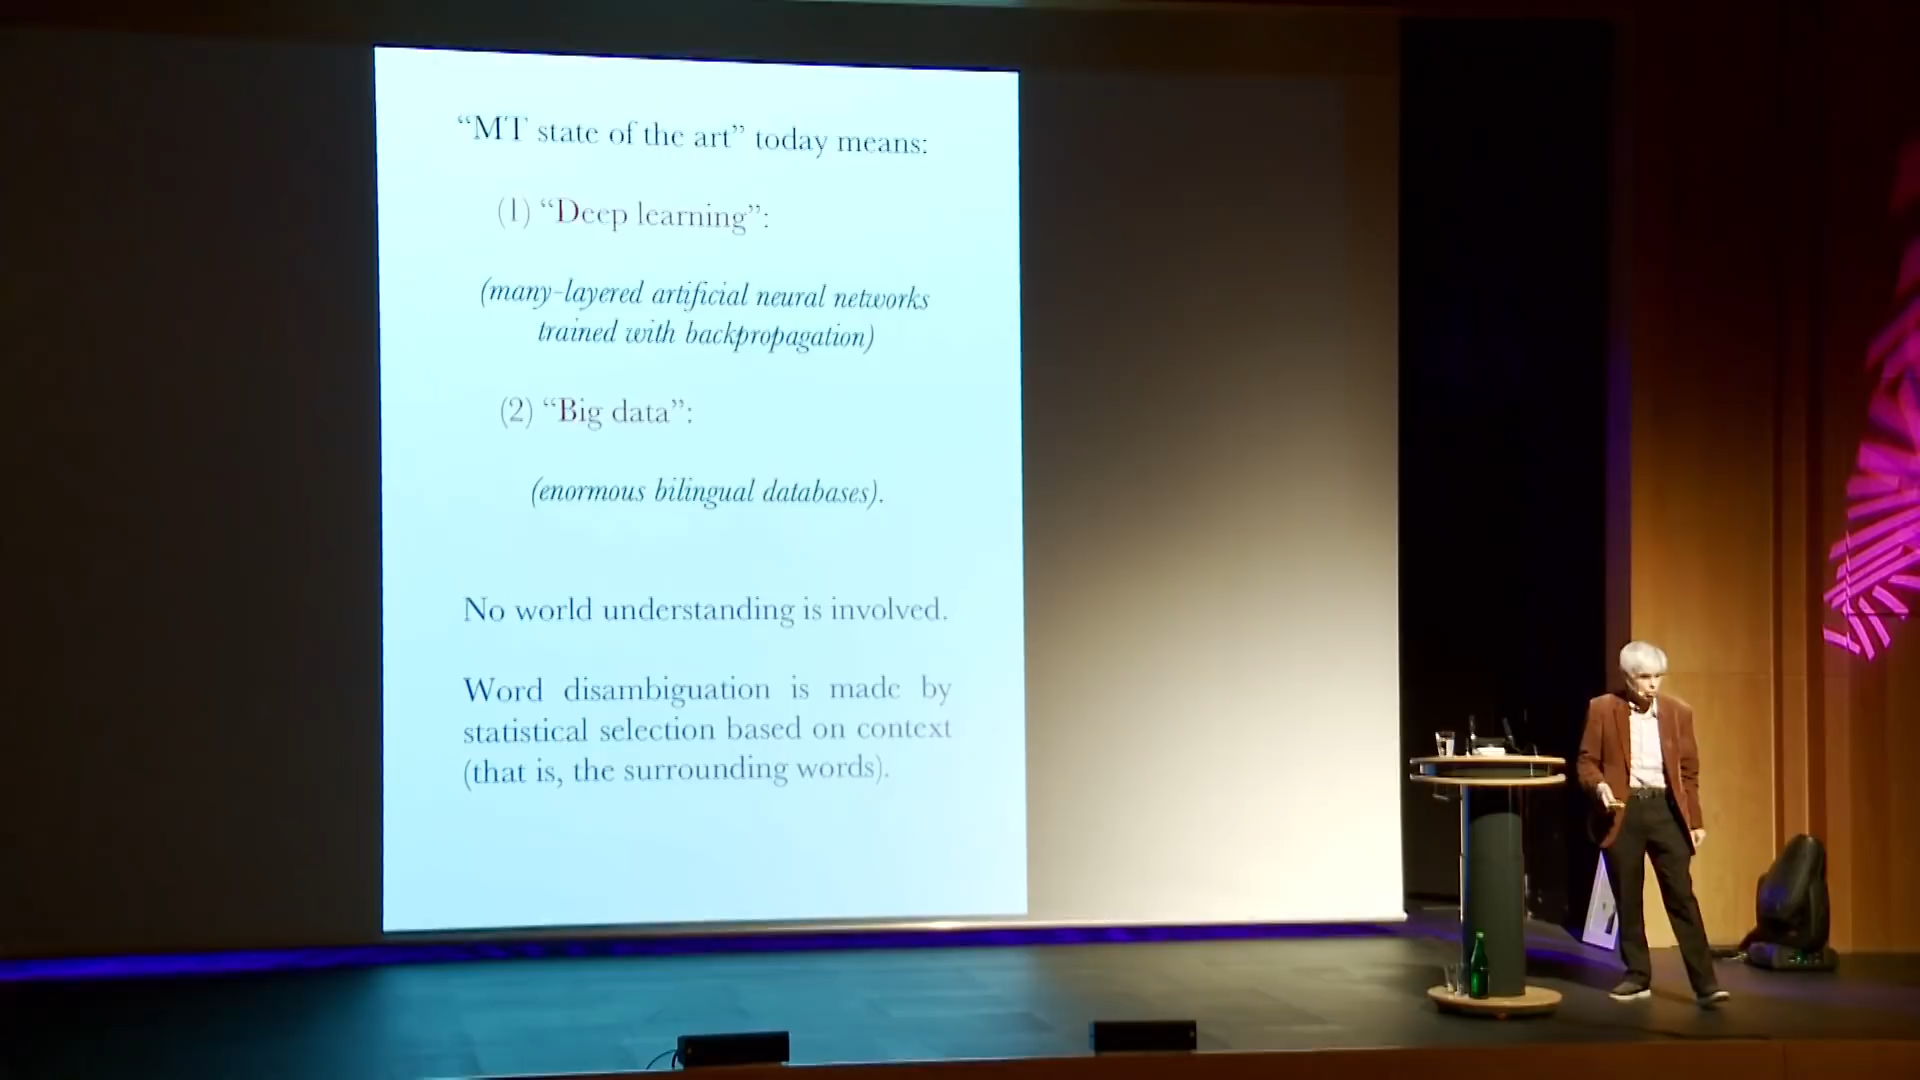 “MT state of the art” today means:
(1) “Deep learning”:
(many-layered artificial neural networks
trained with backpropagation)
(2) “Big data”:
(enormous bilingual databases).
No world understanding is involved.
Word disambiguation is made by
statistical selection based on context
(that is, the surrounding words).